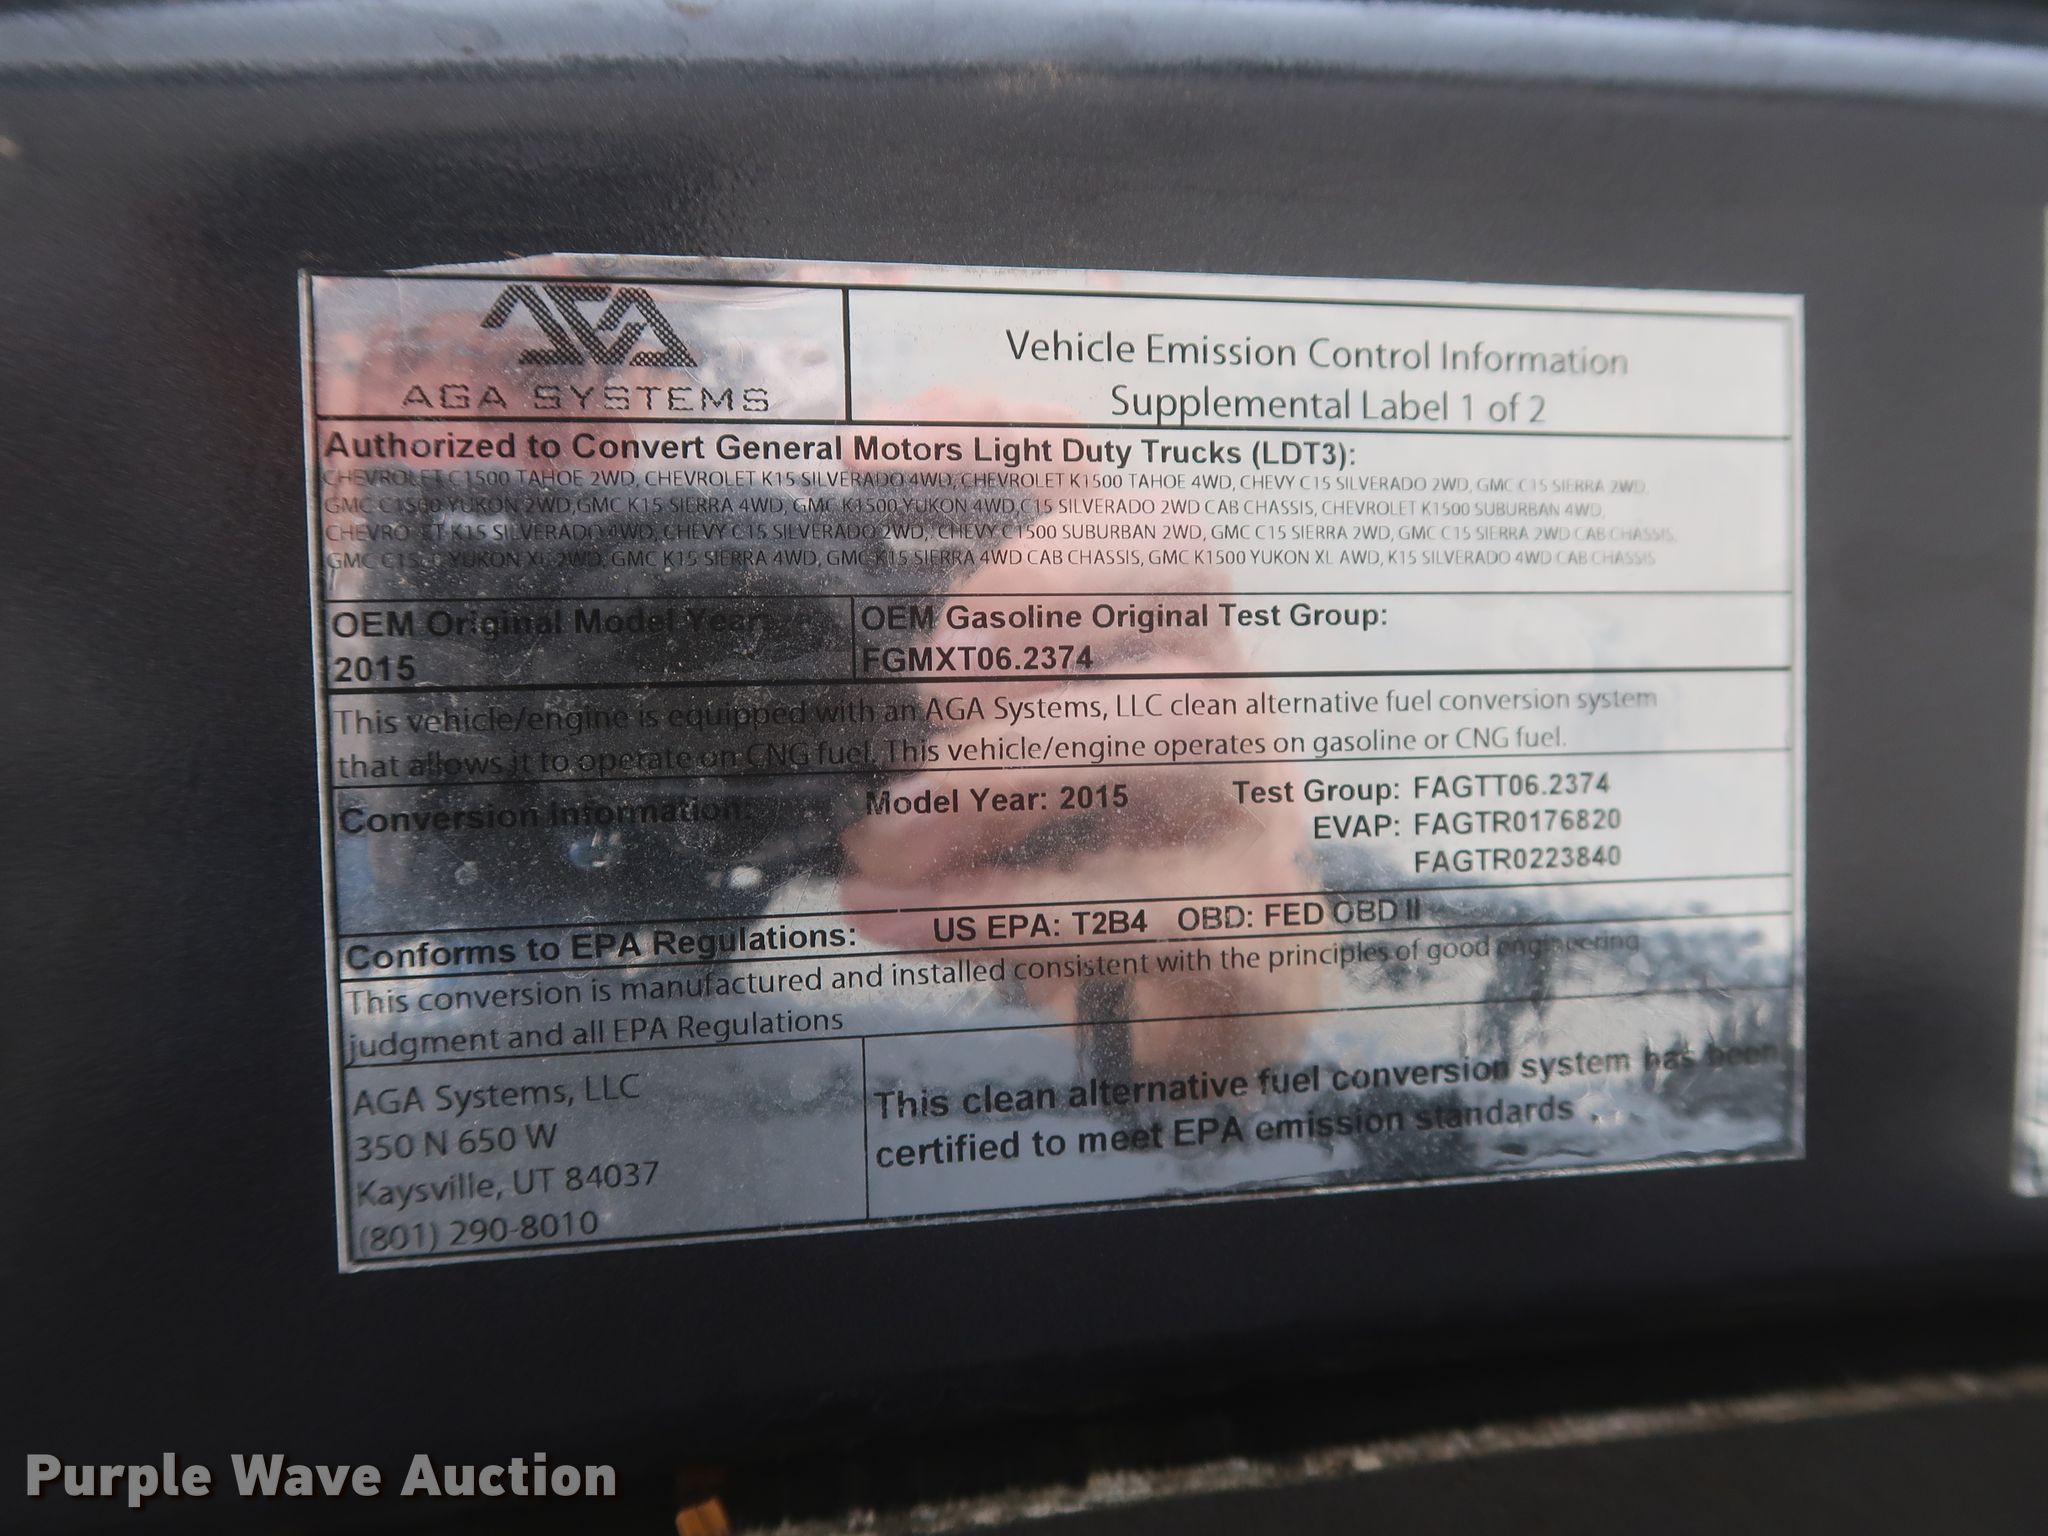 AGA SYSTEMS
Vehicle Emission Control Information
Supplemental Label 1 of 2
Authorized to Convert General Motors Light Duty Trucks (LDT3):
CHEVROLET C1500 TAHOE 2WD, CHEVROLET K15 SILVERADO 4WD, CHEVROLET K1500 TAHOE 4WD, CHEVY C15 SILVERADO 2WD, GMC C15 SIERRA 2WD,
GMC C1500 YUKON 2WD,GMC K15 SIERRA 4WD, GMC K1500 YUKON 4WD,C15 SILVERADO 2WD CAB CHASSIS, CHEVROLET K1500 SUBURBAN 4WD,
CHEVROLET K15 SILVERADO 4WD, CHEVY C15 SILVERADO 2WD,. CHEVY C1500 SUBURBAN 2WD, GMC C15 SIERRA 2WD, GMC C15 SIERRA 2WD CAB CHASSIS,
GMC C1500 YUKON XL 2WD, GMC K15 SIERRA 4WD, GMC K15 SIERRA 4WD CAB CHASSIS, GMC K1500 YUKON XL AWD, K15 SILVERADO 4WD CAB CHASSIS
OEM Original Model Year:
2015
OEM Gasoline Original Test Group:
FGMXT06.2374
This vehicle/engine is equipped with an AGA Systems, LLC clean alternative fuel conversion system
that allows it to operate on CNG fuel. This vehicle/engine operates on gasoline or CNG fuel.
Conversion Information: Model Year: 2015 Test Group: FAGTT06.2374
EVAP: FAGTR0176820
FAGTR0223840
Conforms to EPA Regulations: US EPA: T2B4 OBD: FED OBD II
This conversion is manufactured and installed consistent with the principles of good engineering
judgment and all EPA Regulations
AGA Systems, LLC
350 N 650 W
Kaysville, UT 84037
(801) 290-8010
This clean alternative fuel conversion system has been
certified to meet EPA emission standards .
Purple Wave Auction